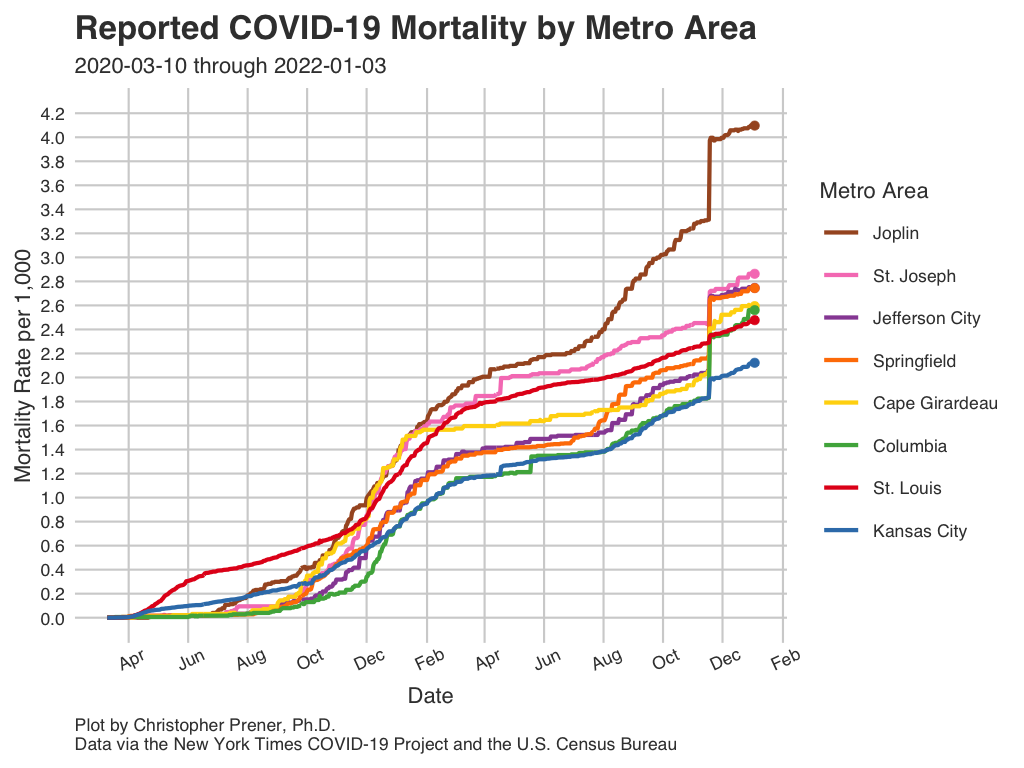 Reported COVID-19 Mortality by Metro Area
2020-03-10 through 2022-01-03
Mortality Rate per 1,000
4.2
4.0
3.8
3.6
3.4
3.2
3.0
2.8
2.6
2.4
2.2
2.0
1.8
1.6
1.4
1.2
1.0
0.8
0.6
0.4
0.2
0.0
Apr
Jun
Aug
Oct
Dec
Feb
Apr
Jun
Aug
Oct
Dec
Feb
Date
Metro Area
Joplin
St. Joseph
Jefferson City
Springfield
Cape Girardeau
Columbia
St. Louis
Kansas City
Plot by Christopher Prener, Ph.D.
Data via the New York Times COVID-19 Project and the U.S. Census Bureau